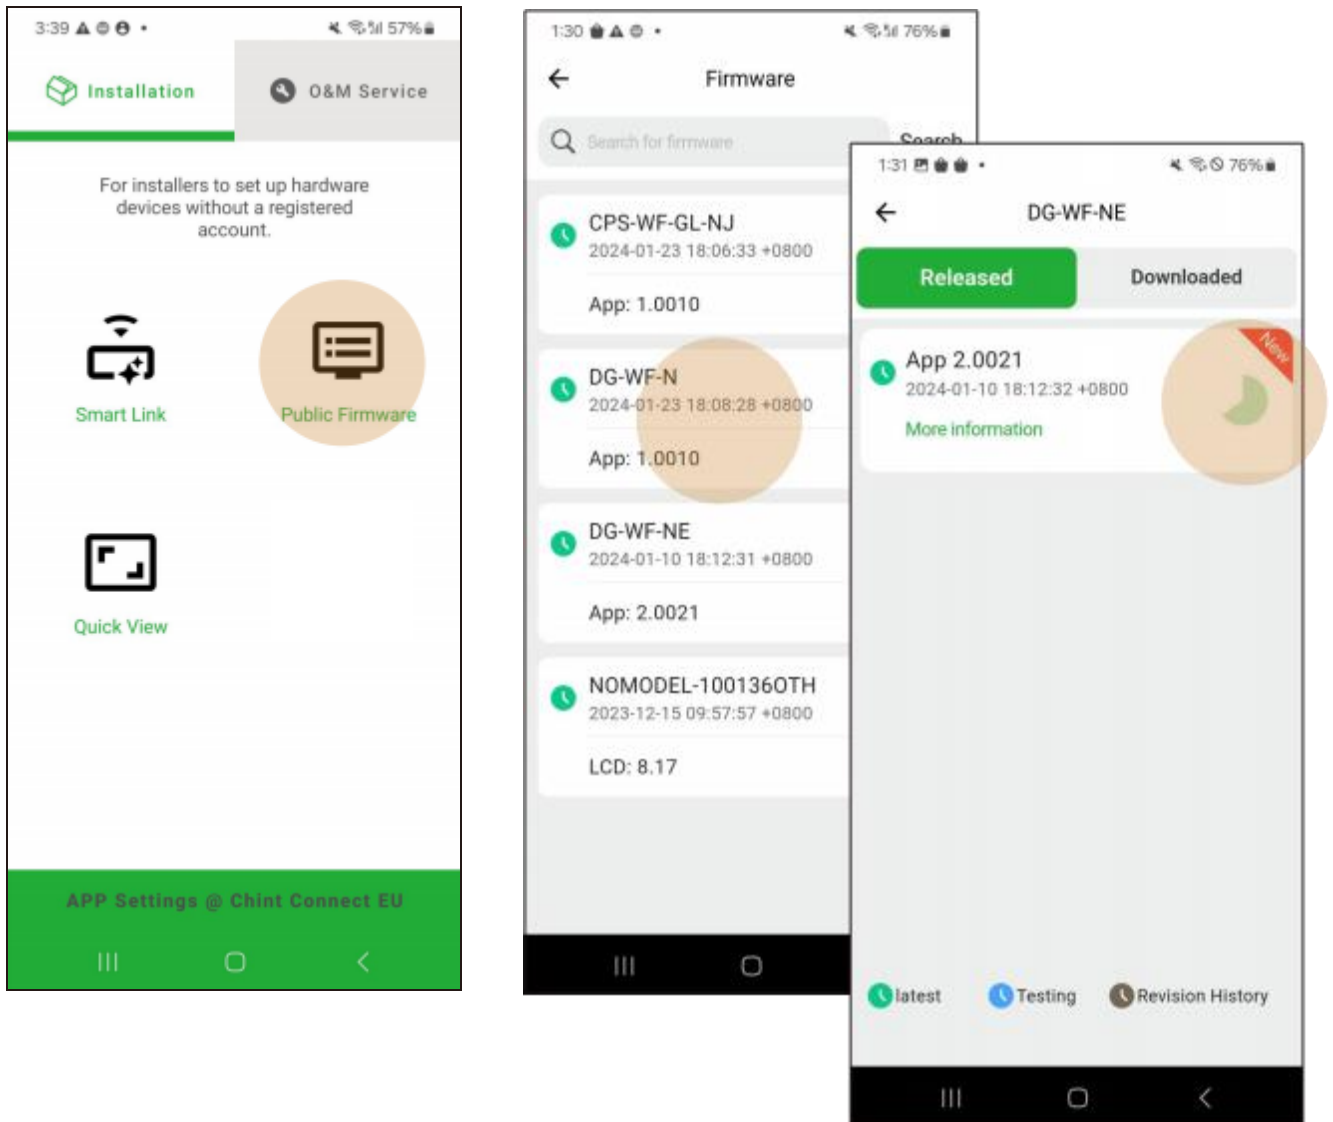 3:39
57%
Installation
O&M Service
For installers to set up hardware
devices without a registered
account.
Smart Link
Public Firmware
Quick View
APP Settings @ Chint Connect EU
1:30
76%
Firmware
Search for firmware
Search
CPS-WF-GL-NJ
2024-01-23 18:06:33 +0800
App: 1.0010
DG-WF-N
2024-01-23 18:08:28 +0800
App: 1.0010
DG-WF-NE
2024-01-10 18:12:31 +0800
App: 2.0021
NOMODEL-100136OTH
2023-12-15 09:57:57 +0800
LCD: 8.17
1:31
76%
DG-WF-NE
Released
Downloaded
New
App 2.0021
2024-01-10 18:12:32 +0800
More information
latest
Testing
Revision History